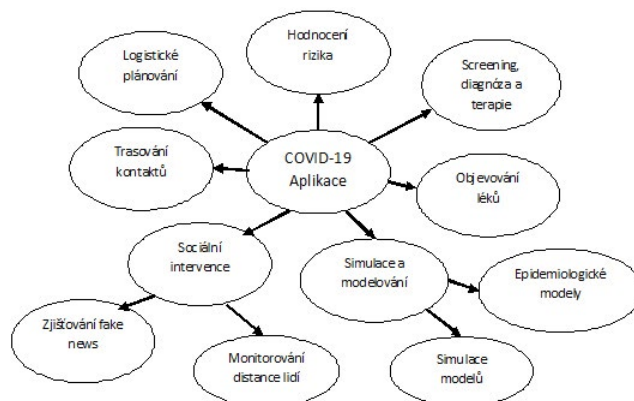 Hodnocení
rizika
Logistické
plánování
Screening,
diagnóza a
terapie
Trasování
kontaktů
COVID-19
Aplikace
Objevování
léků
Sociální
intervence
Simulace a
modelování
Epidemiologické
modely
Zjišťování fake
news
Monitorování
distance lidí
Simulace
modelů